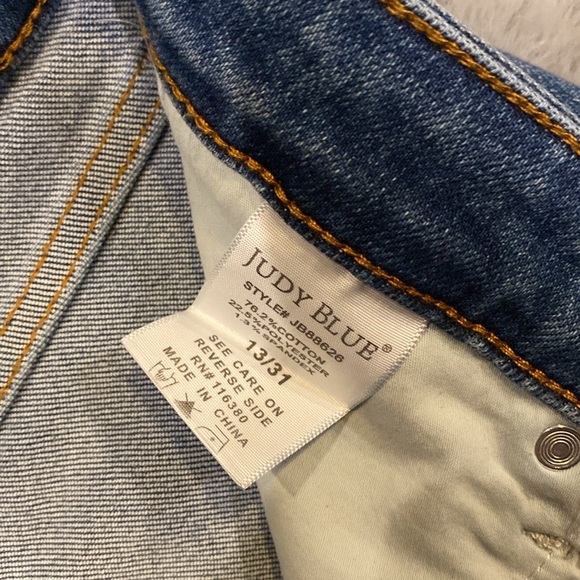 JUDY BLUE®
STYLE# JB88626
76.2%COTTON
22.5%POLYESTER
1.3%SPANDEX
13/31
SEE CARE ON
REVERSE SIDE
RN# 116380
MADE IN CHINA